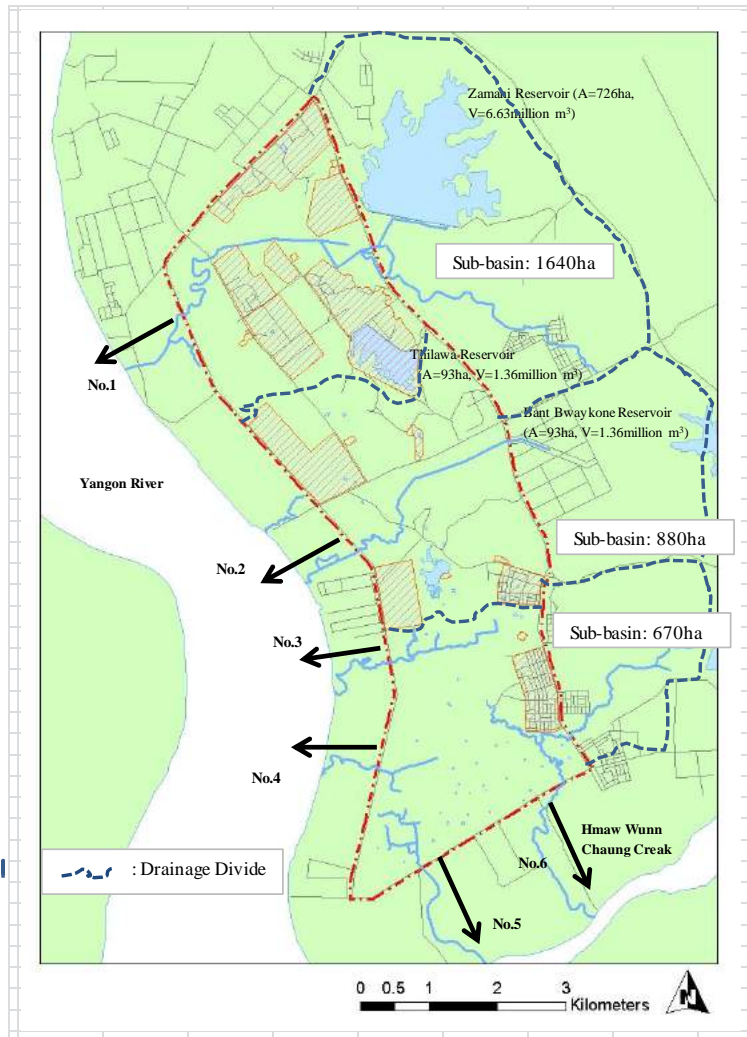 Zamani Reservoir (A=726ha,
V=6.63million m³)
Sub-basin: 1640ha
Thilawa Reservoir
(A=93ha, V=1.36million m³)
No.1
Bant Bwaykone Reservoir
(A=93ha, V=1.36million m³)
Yangon River
Sub-basin: 880ha
No.2
Sub-basin: 670ha
No.3
No.4
Hmaw Wunn
Chaung Creak
No.6
: Drainage Divide
No.5
0 0.5 1 2 3
Kilometers
N